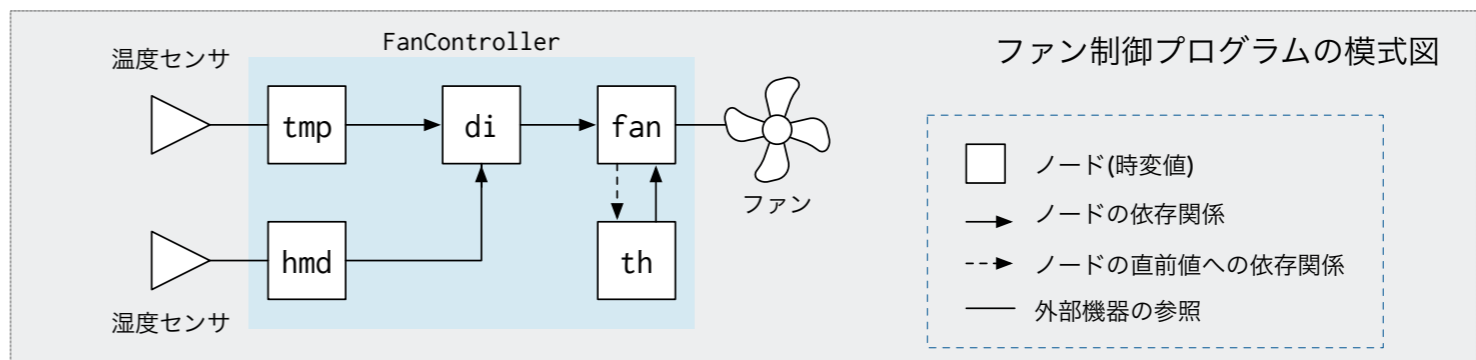 ファン制御プログラムの模式図
FanController
温度センサ
tmp
di
fan
ファン
hmd
th
湿度センサ
ノード(時変値)
ノードの依存関係
ノードの直前値への依存関係
外部機器の参照